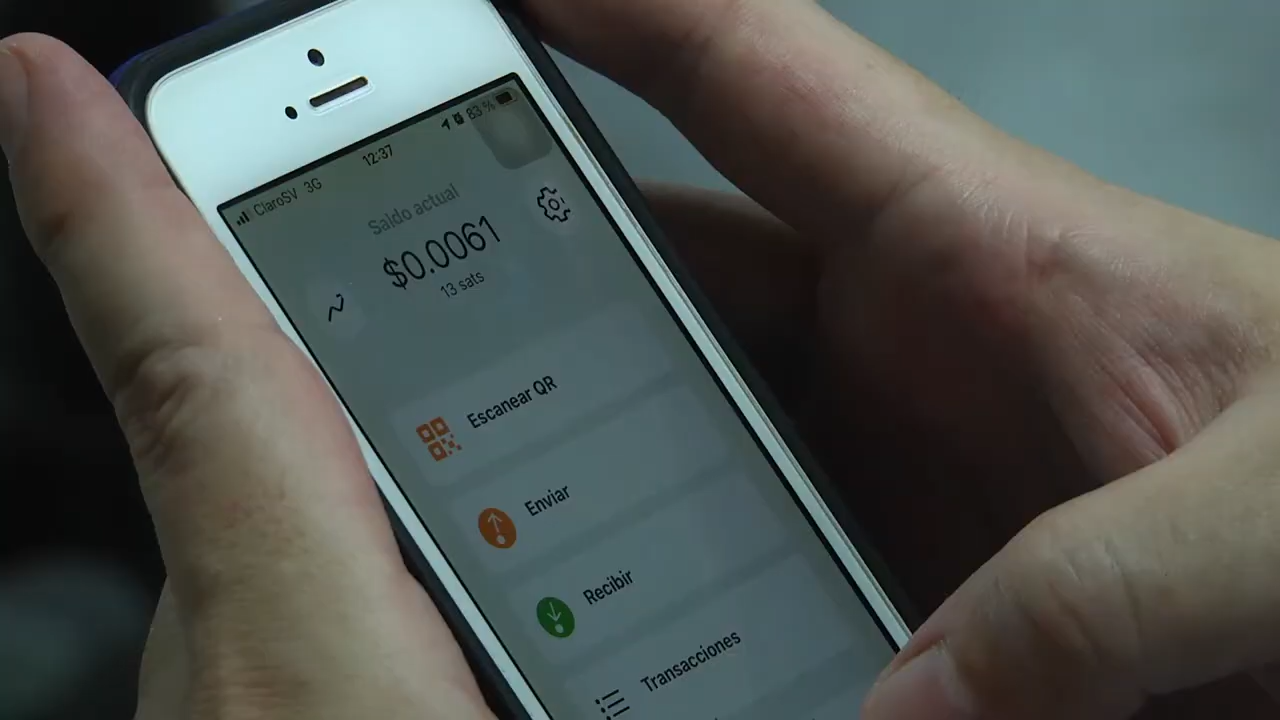 ClaroSV 3G 12:37 83 %
Saldo actual
$0.0061
13 sats
Escanear QR
Enviar
Recibir
Transacciones